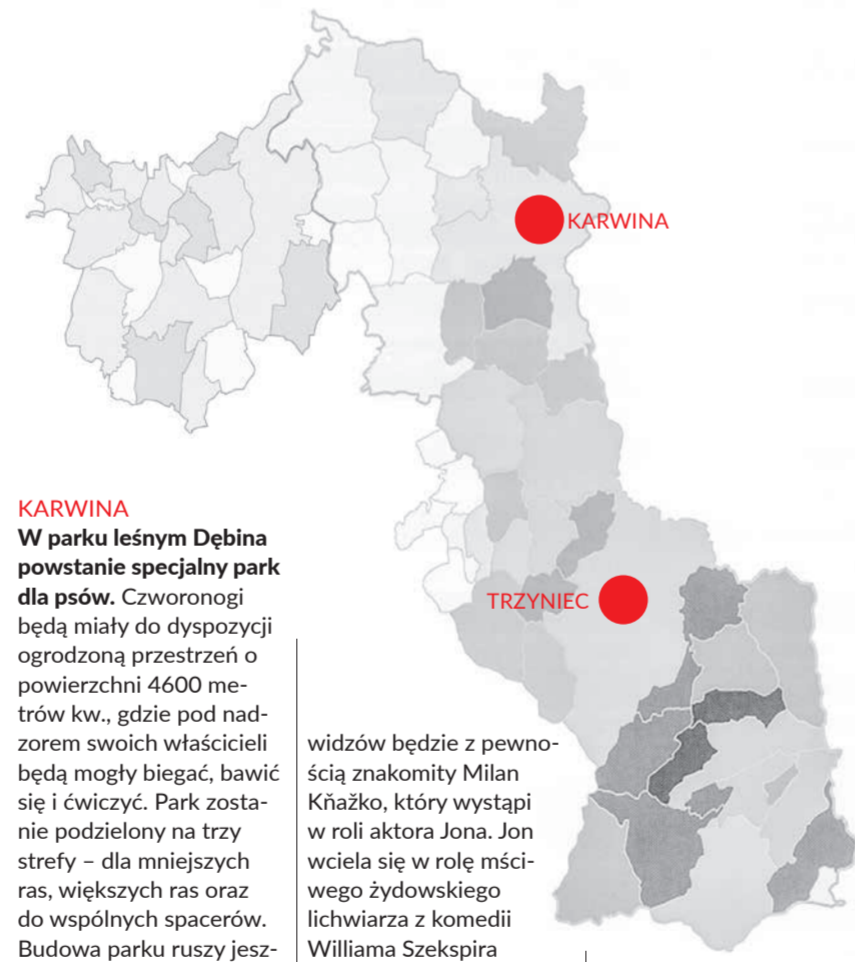 KARWINA
TRZYNIEC
KARWINA
W parku leśnym Dębina
powstanie specjalny park
dla psów. Czworonogi
będą miały do dyspozycji
ogrodzoną przestrzeń o
powierzchni 4600 me-
trów kw., gdzie pod nad-
zorem swoich właścicieli
będą mogły biegać, bawić
się i ćwiczyć. Park zosta-
nie podzielony na trzy
strefy – dla mniejszych
ras, większych ras oraz
do wspólnych spacerów.
Budowa parku ruszy jesz-
widzów będzie z pewno-
ścią znakomity Milan
Kňažko, który wystąpi
w roli aktora Jona. Jon
wciela się w rolę mści-
wego żydowskiego
lichwiarza z komedii
Williama Szekspira